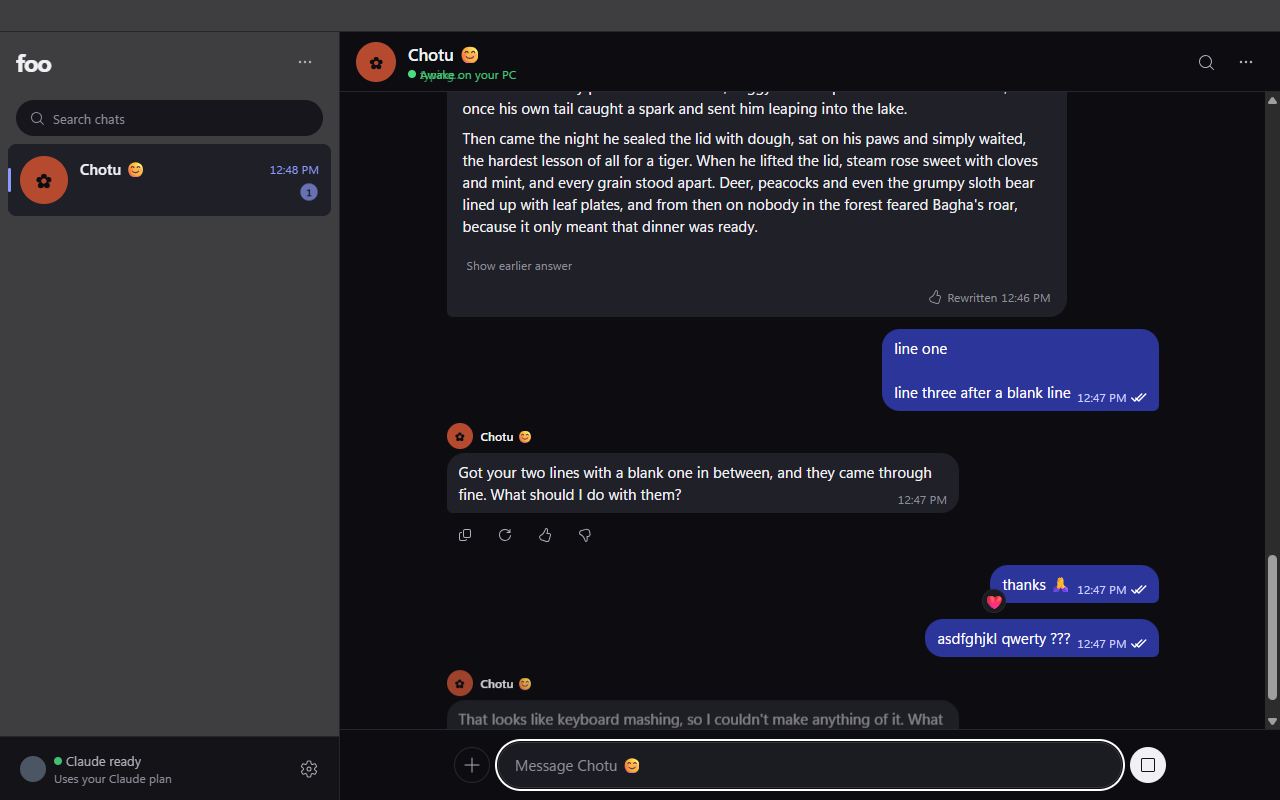 foo
Search chats
Chotu 😊
12:48 PM
1
Claude ready
Uses your Claude plan
Chotu 😊
Awake on your PC
once his own tail caught a spark and sent him leaping into the lake.
Then came the night he sealed the lid with dough, sat on his paws and simply waited,
the hardest lesson of all for a tiger. When he lifted the lid, steam rose sweet with cloves
and mint, and every grain stood apart. Deer, peacocks and even the grumpy sloth bear
lined up with leaf plates, and from then on nobody in the forest feared Bagha's roar,
because it only meant that dinner was ready.
Show earlier answer
Rewritten 12:46 PM
line one
line three after a blank line 12:47 PM
Chotu 😊
Got your two lines with a blank one in between, and they came through
fine. What should I do with them?
12:47 PM
thanks 🙏 12:47 PM
asdfghjkl qwerty ??? 12:47 PM
Chotu 😊
That looks like keyboard mashing, so I couldn't make anything of it. What
Message Chotu 😊